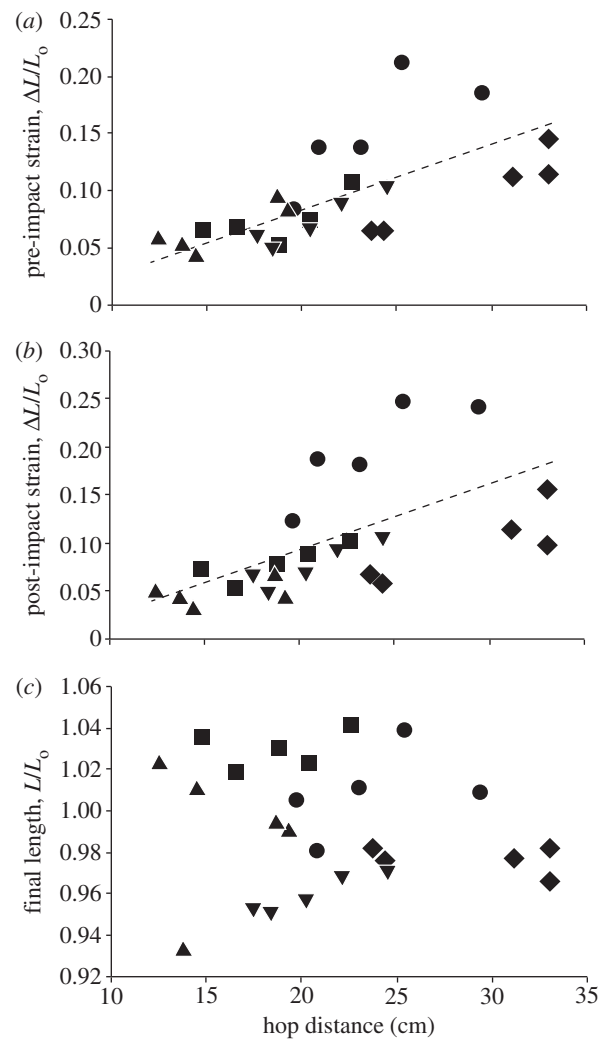 (a)
0.25
0.20
0.15
0.10
0.05
0
pre-impact strain, ΔL/Lₒ
(b)
0.30
0.25
0.20
0.15
0.10
0.05
0
post-impact strain, ΔL/Lₒ
(c)
1.06
1.04
1.02
1.00
0.98
0.96
0.94
0.92
final length, L/Lₒ
10 15 20 25 30 35
hop distance (cm)